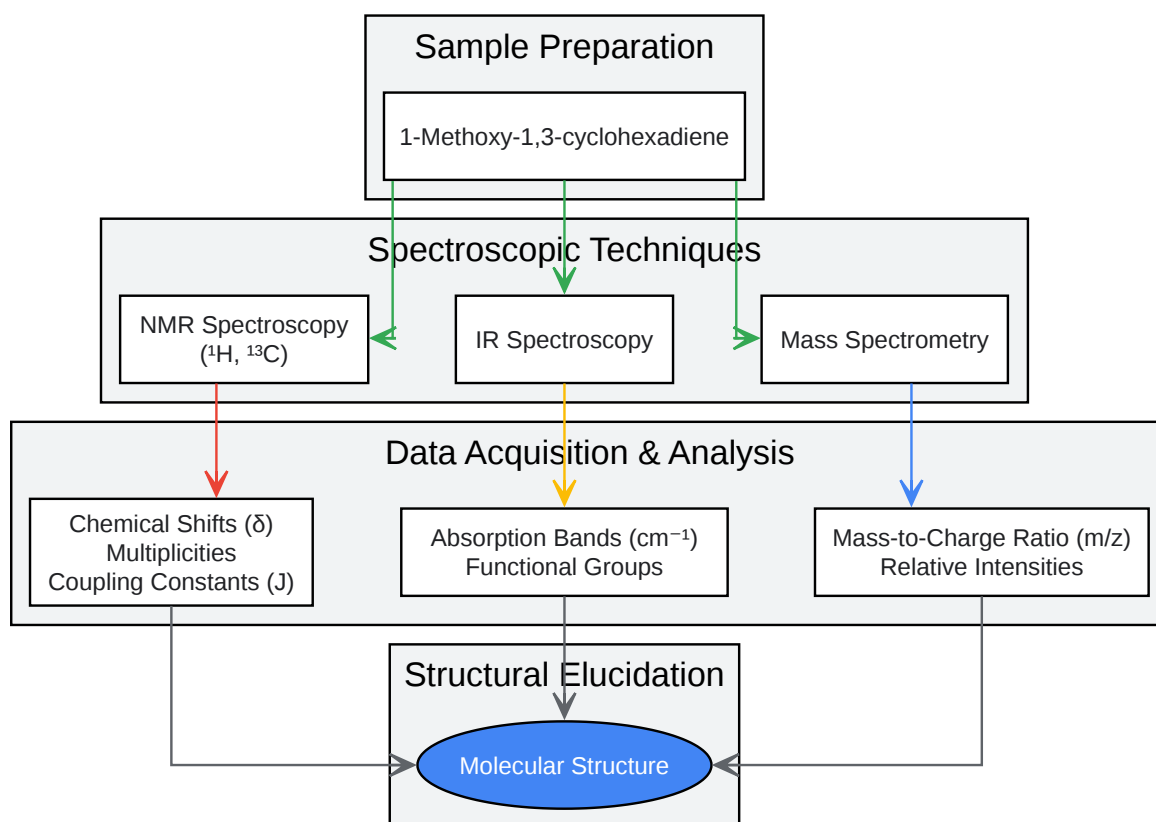 Sample Preparation
1-Methoxy-1,3-cyclohexadiene
Spectroscopic Techniques
NMR Spectroscopy
(¹H, ¹³C)
IR Spectroscopy
Mass Spectrometry
Data Acquisition & Analysis
Chemical Shifts (δ)
Multiplicities
Coupling Constants (J)
Absorption Bands (cm⁻¹)
Functional Groups
Mass-to-Charge Ratio (m/z)
Relative Intensities
Structural Elucidation
Molecular Structure